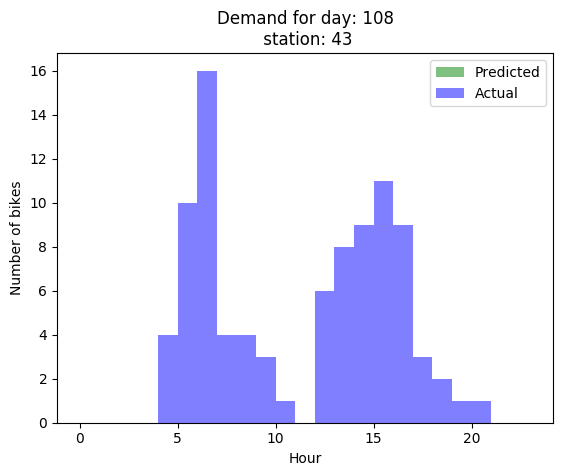 Demand for day: 108
station: 43
Predicted
Actual
Number of bikes
16
14
12
10
8
6
4
2
0
0 5 10 15 20
Hour